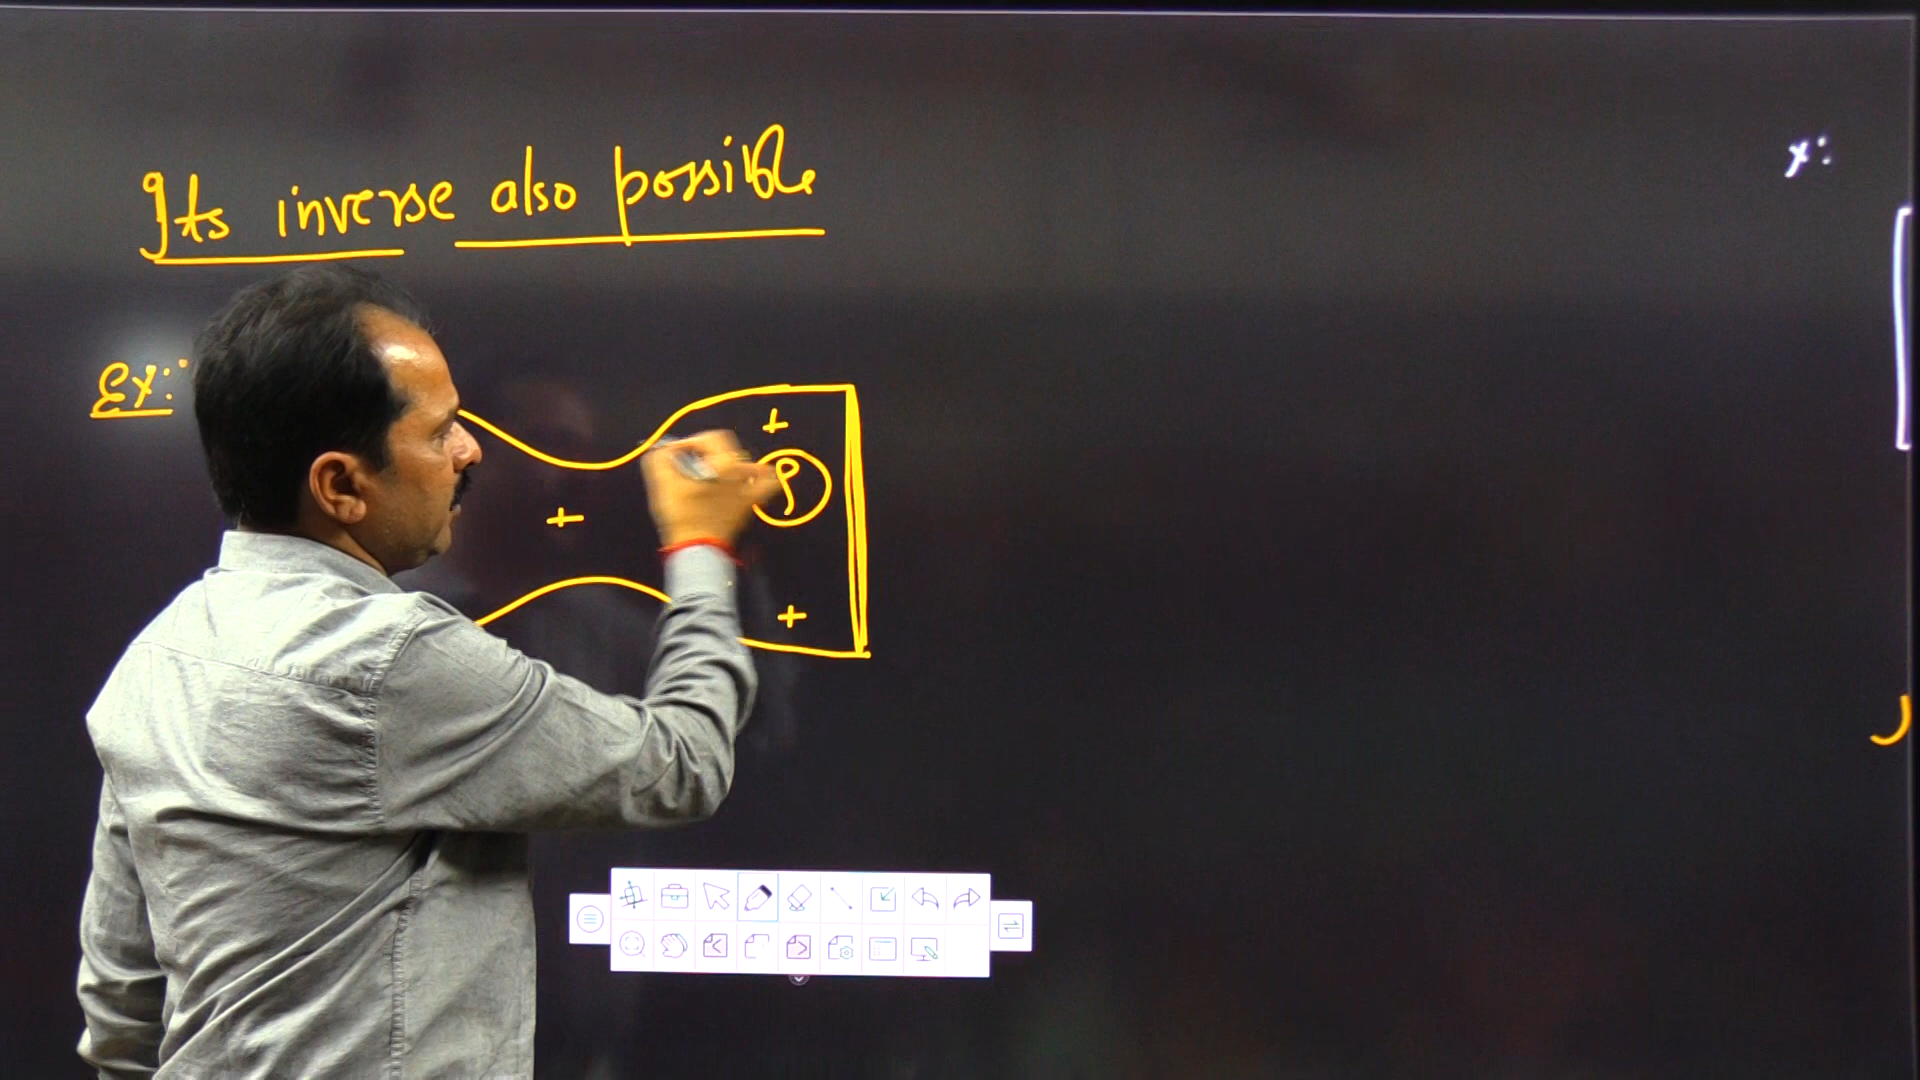 Its inverse also possible
x:
Ex:
+
ρ
+
+